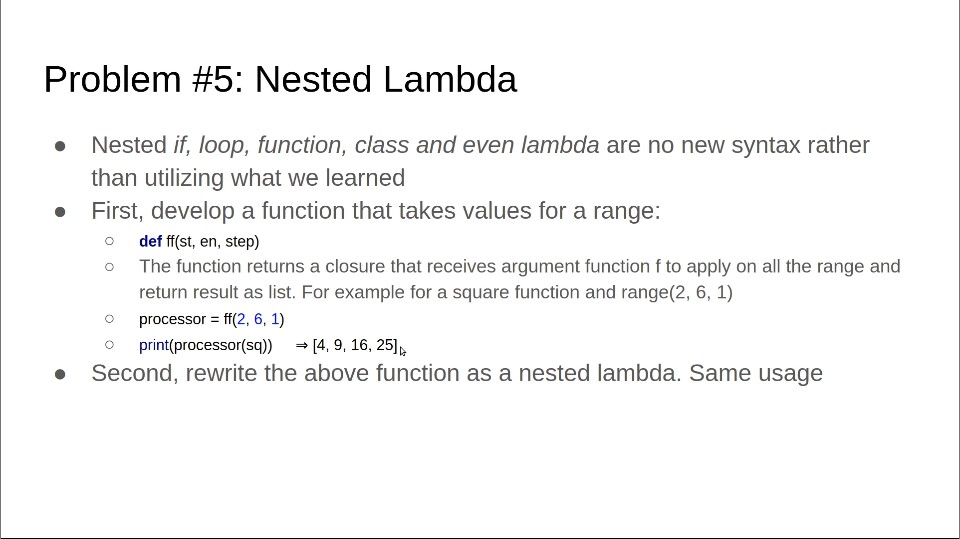 Problem #5: Nested Lambda
● Nested if, loop, function, class and even lambda are no new syntax rather
than utilizing what we learned
● First, develop a function that takes values for a range:
○ def ff(st, en, step)
○ The function returns a closure that receives argument function f to apply on all the range and
return result as list. For example for a square function and range(2, 6, 1)
○ processor = ff(2, 6, 1)
○ print(processor(sq)) ⇒ [4, 9, 16, 25]
● Second, rewrite the above function as a nested lambda. Same usage